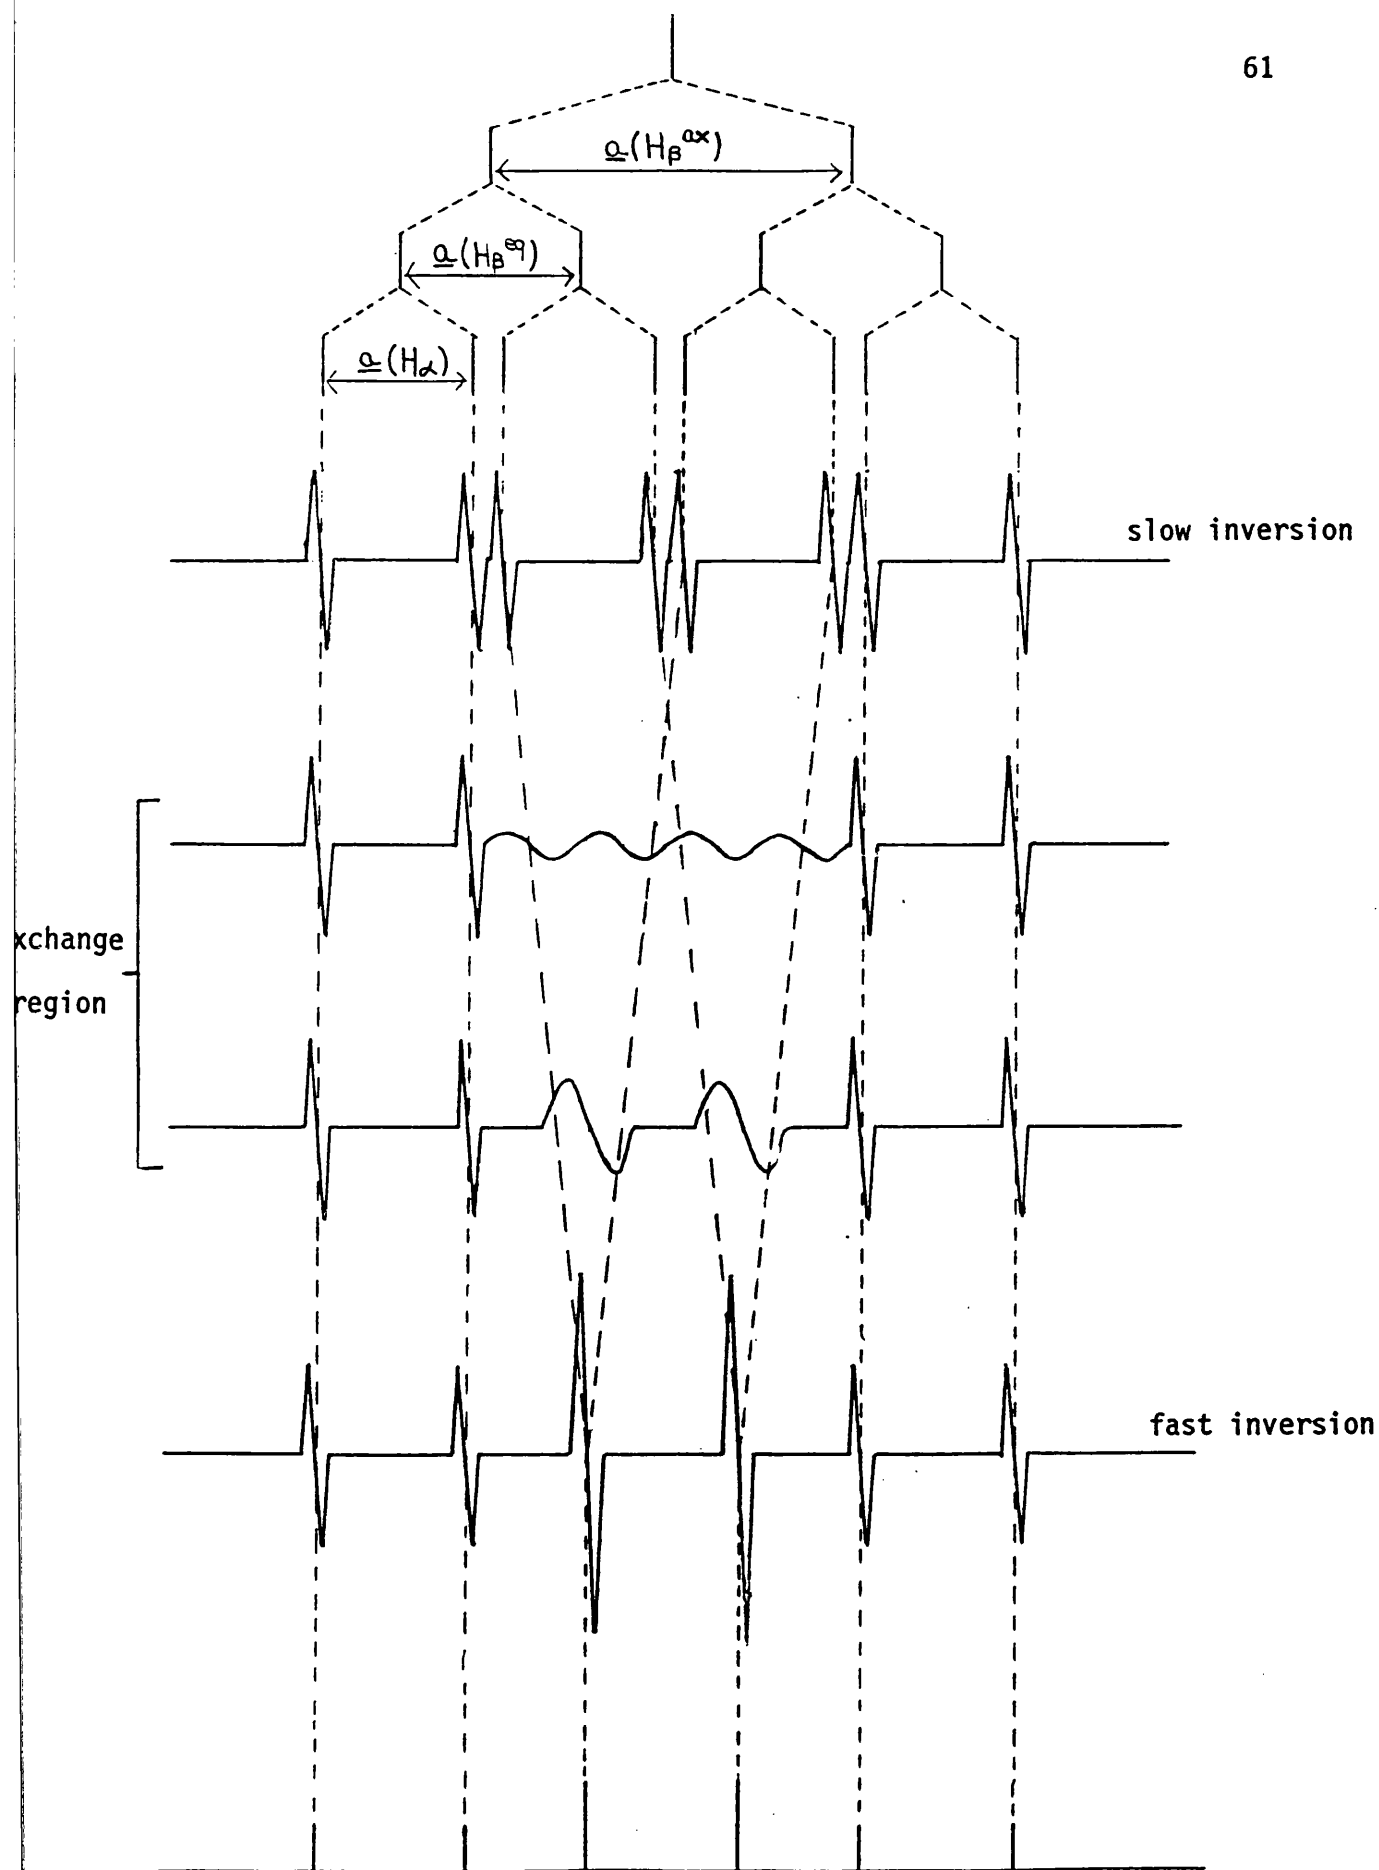 61
a(Hβ^ax)
a(Hβ^eq)
a(Hα)
slow inversion
xchange
region
fast inversion